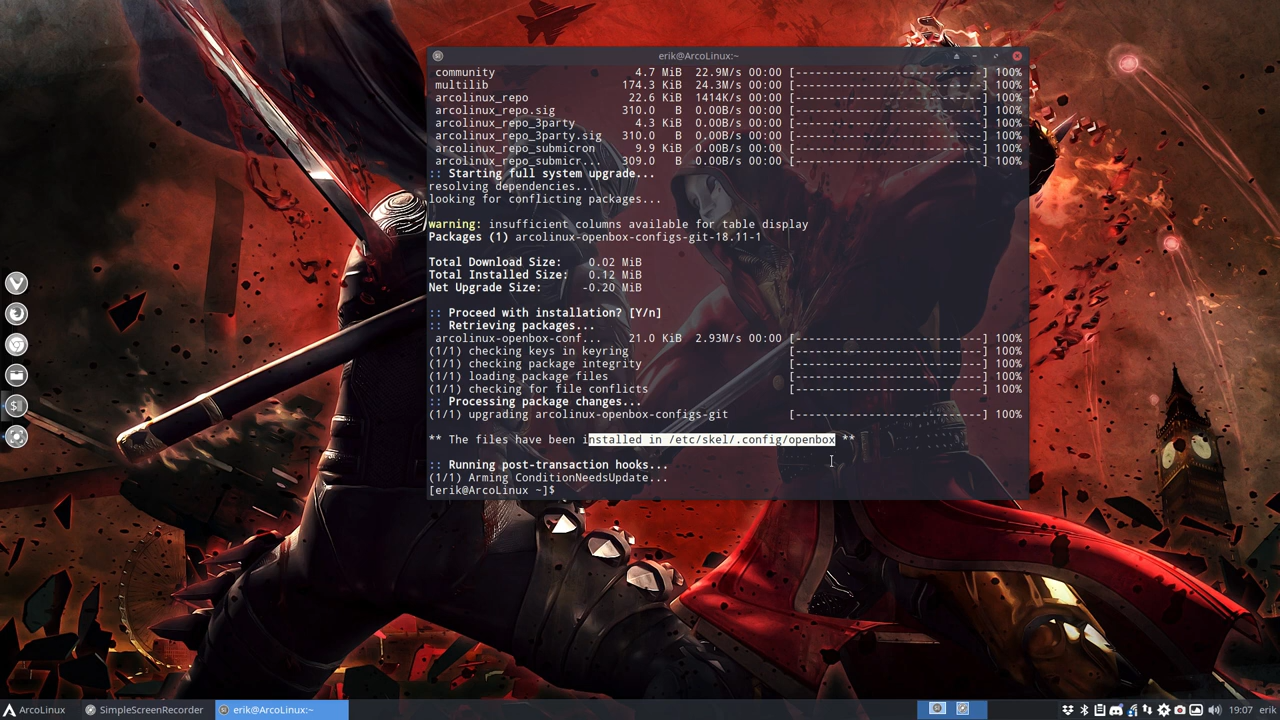 erik@ArcoLinux:~
community 4.7 MiB 22.9M/s 00:00 [----------------------------] 100%
multilib 174.3 KiB 24.3M/s 00:00 [----------------------------] 100%
arcolinux_repo 22.6 KiB 1414K/s 00:00 [----------------------------] 100%
arcolinux_repo.sig 310.0 B 0.00B/s 00:00 [----------------------------] 100%
arcolinux_repo_3party 4.3 KiB 0.00B/s 00:00 [----------------------------] 100%
arcolinux_repo_3party.sig 310.0 B 0.00B/s 00:00 [----------------------------] 100%
arcolinux_repo_submicron 9.9 KiB 0.00B/s 00:00 [----------------------------] 100%
arcolinux_repo_submicr... 309.0 B 0.00B/s 00:00 [----------------------------] 100%
:: Starting full system upgrade...
resolving dependencies...
looking for conflicting packages...
warning: insufficient columns available for table display
Packages (1) arcolinux-openbox-configs-git-18.11-1
Total Download Size: 0.02 MiB
Total Installed Size: 0.12 MiB
Net Upgrade Size: -0.20 MiB
:: Proceed with installation? [Y/n]
:: Retrieving packages...
arcolinux-openbox-conf... 21.0 KiB 2.93M/s 00:00 [----------------------------] 100%
(1/1) checking keys in keyring [----------------------------] 100%
(1/1) checking package integrity [----------------------------] 100%
(1/1) loading package files [----------------------------] 100%
(1/1) checking for file conflicts [----------------------------] 100%
:: Processing package changes...
(1/1) upgrading arcolinux-openbox-configs-git [----------------------------] 100%
** The files have been installed in /etc/skel/.config/openbox **
:: Running post-transaction hooks...
(1/1) Arming ConditionNeedsUpdate...
[erik@ArcoLinux ~]$
ArcoLinux SimpleScreenRecorder erik@ArcoLinux:~ 19:07 erik